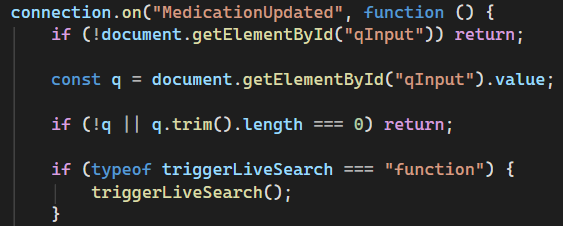 connection.on("MedicationUpdated", function () {
    if (!document.getElementById("qInput")) return;
    const q = document.getElementById("qInput").value;
    if (!q || q.trim().length === 0) return;
    if (typeof triggerLiveSearch === "function") {
        triggerLiveSearch();
    }